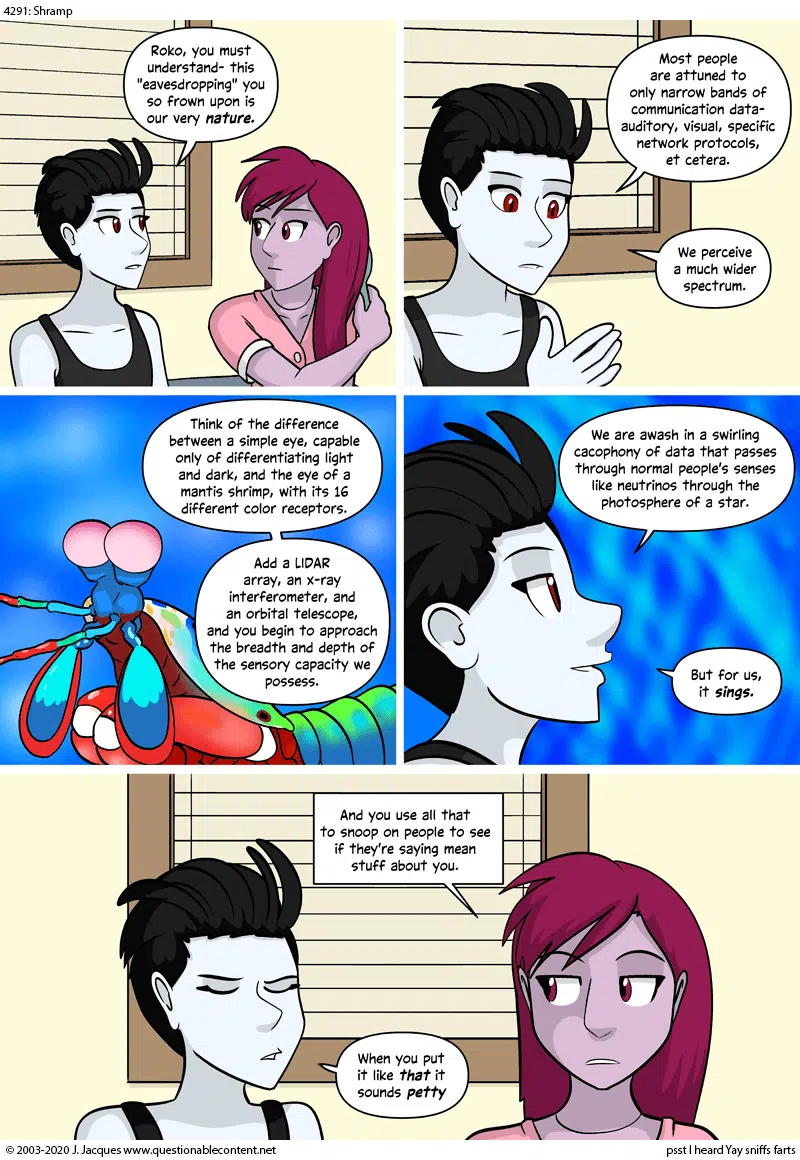 4291: Shramp
Roko, you must
understand- this
"eavesdropping" you
so frown upon is
our very nature.
Most people
are attuned to
only narrow bands of
communication data-
auditory, visual, specific
network protocols,
et cetera.
We perceive
a much wider
spectrum.
Think of the difference
between a simple eye, capable
only of differentiating light
and dark, and the eye of a
mantis shrimp, with its 16
different color receptors.
Add a LIDAR
array, an x-ray
interferometer, and
an orbital telescope,
and you begin to approach
the breadth and depth of
the sensory capacity we
possess.
We are awash in a swirling
cacophony of data that passes
through normal people's senses
like neutrinos through the
photosphere of a star.
But for us,
it sings.
And you use all that
to snoop on people to see
if they're saying mean
stuff about you.
When you put
it like that it
sounds petty
© 2003-2020 J. Jacques www.questionablecontent.net
psst I heard Yay sniffs farts